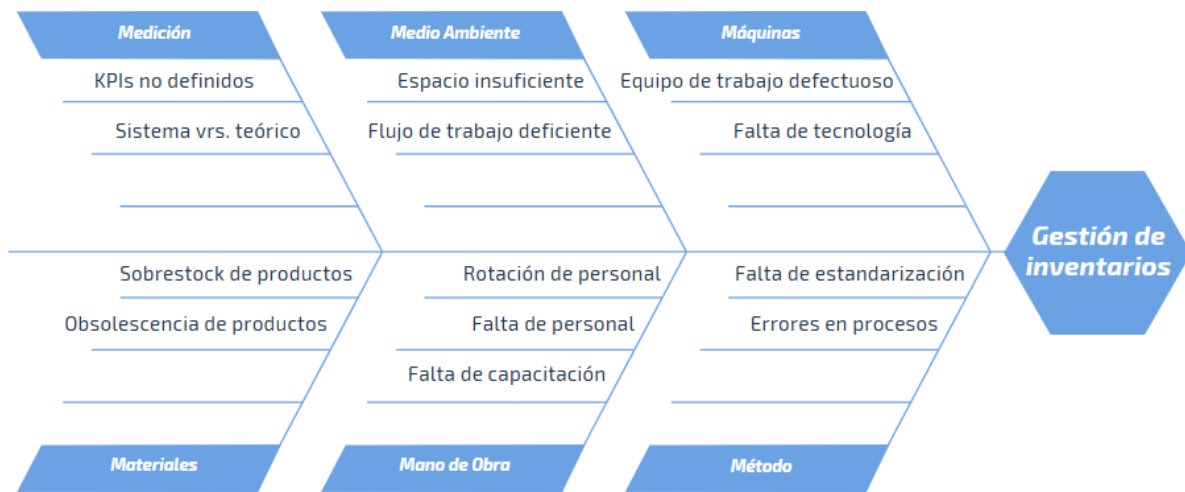 Medición
Medio Ambiente
Máquinas
KPIs no definidos
Espacio insuficiente
Equipo de trabajo defectuoso
Sistema vrs. teórico
Flujo de trabajo deficiente
Falta de tecnología
Gestión de
inventarios
Sobrestock de productos
Rotación de personal
Falta de estandarización
Obsolescencia de productos
Falta de personal
Errores en procesos
Falta de capacitación
Materiales
Mano de Obra
Método